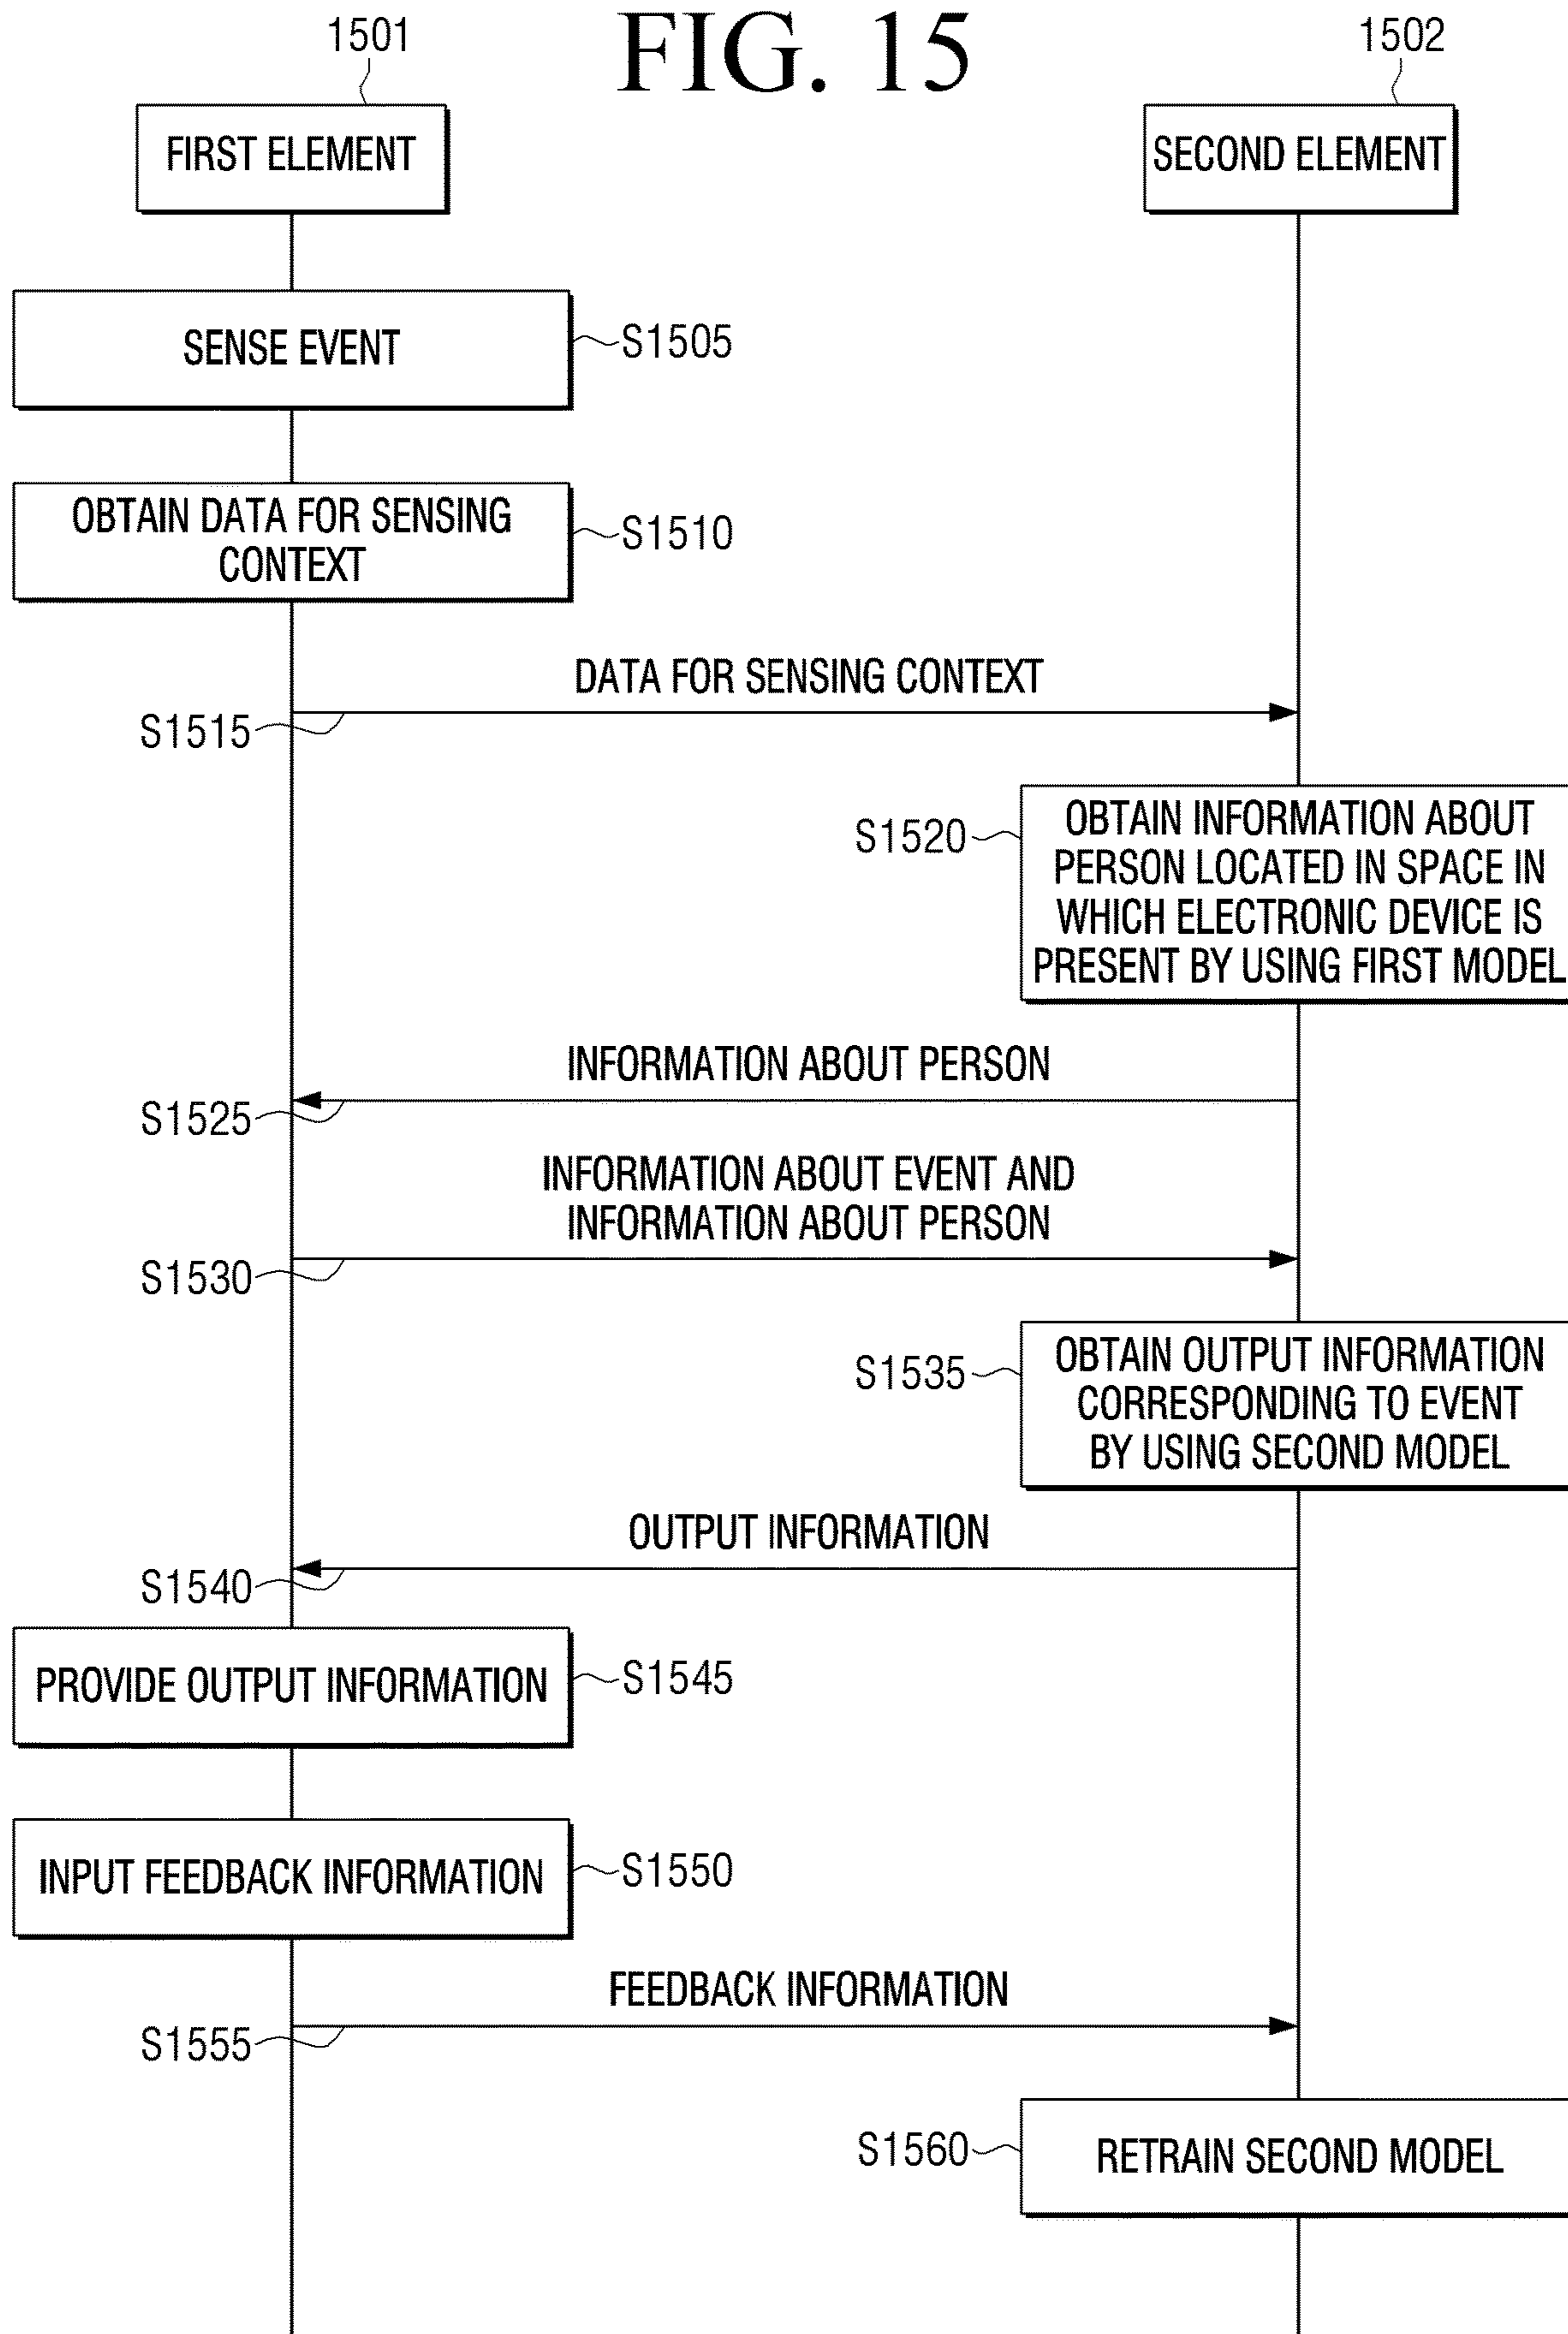 FIG. 15
1501
1502
FIRST ELEMENT
SECOND ELEMENT
SENSE EVENT
S1505
OBTAIN DATA FOR SENSING
CONTEXT
S1510
DATA FOR SENSING CONTEXT
S1515
S1520
OBTAIN INFORMATION ABOUT
PERSON LOCATED IN SPACE IN
WHICH ELECTRONIC DEVICE IS
PRESENT BY USING FIRST MODEL
INFORMATION ABOUT PERSON
S1525
INFORMATION ABOUT EVENT AND
INFORMATION ABOUT PERSON
S1530
S1535
OBTAIN OUTPUT INFORMATION
CORRESPONDING TO EVENT
BY USING SECOND MODEL
OUTPUT INFORMATION
S1540
PROVIDE OUTPUT INFORMATION
S1545
INPUT FEEDBACK INFORMATION
S1550
FEEDBACK INFORMATION
S1555
S1560
RETRAIN SECOND MODEL